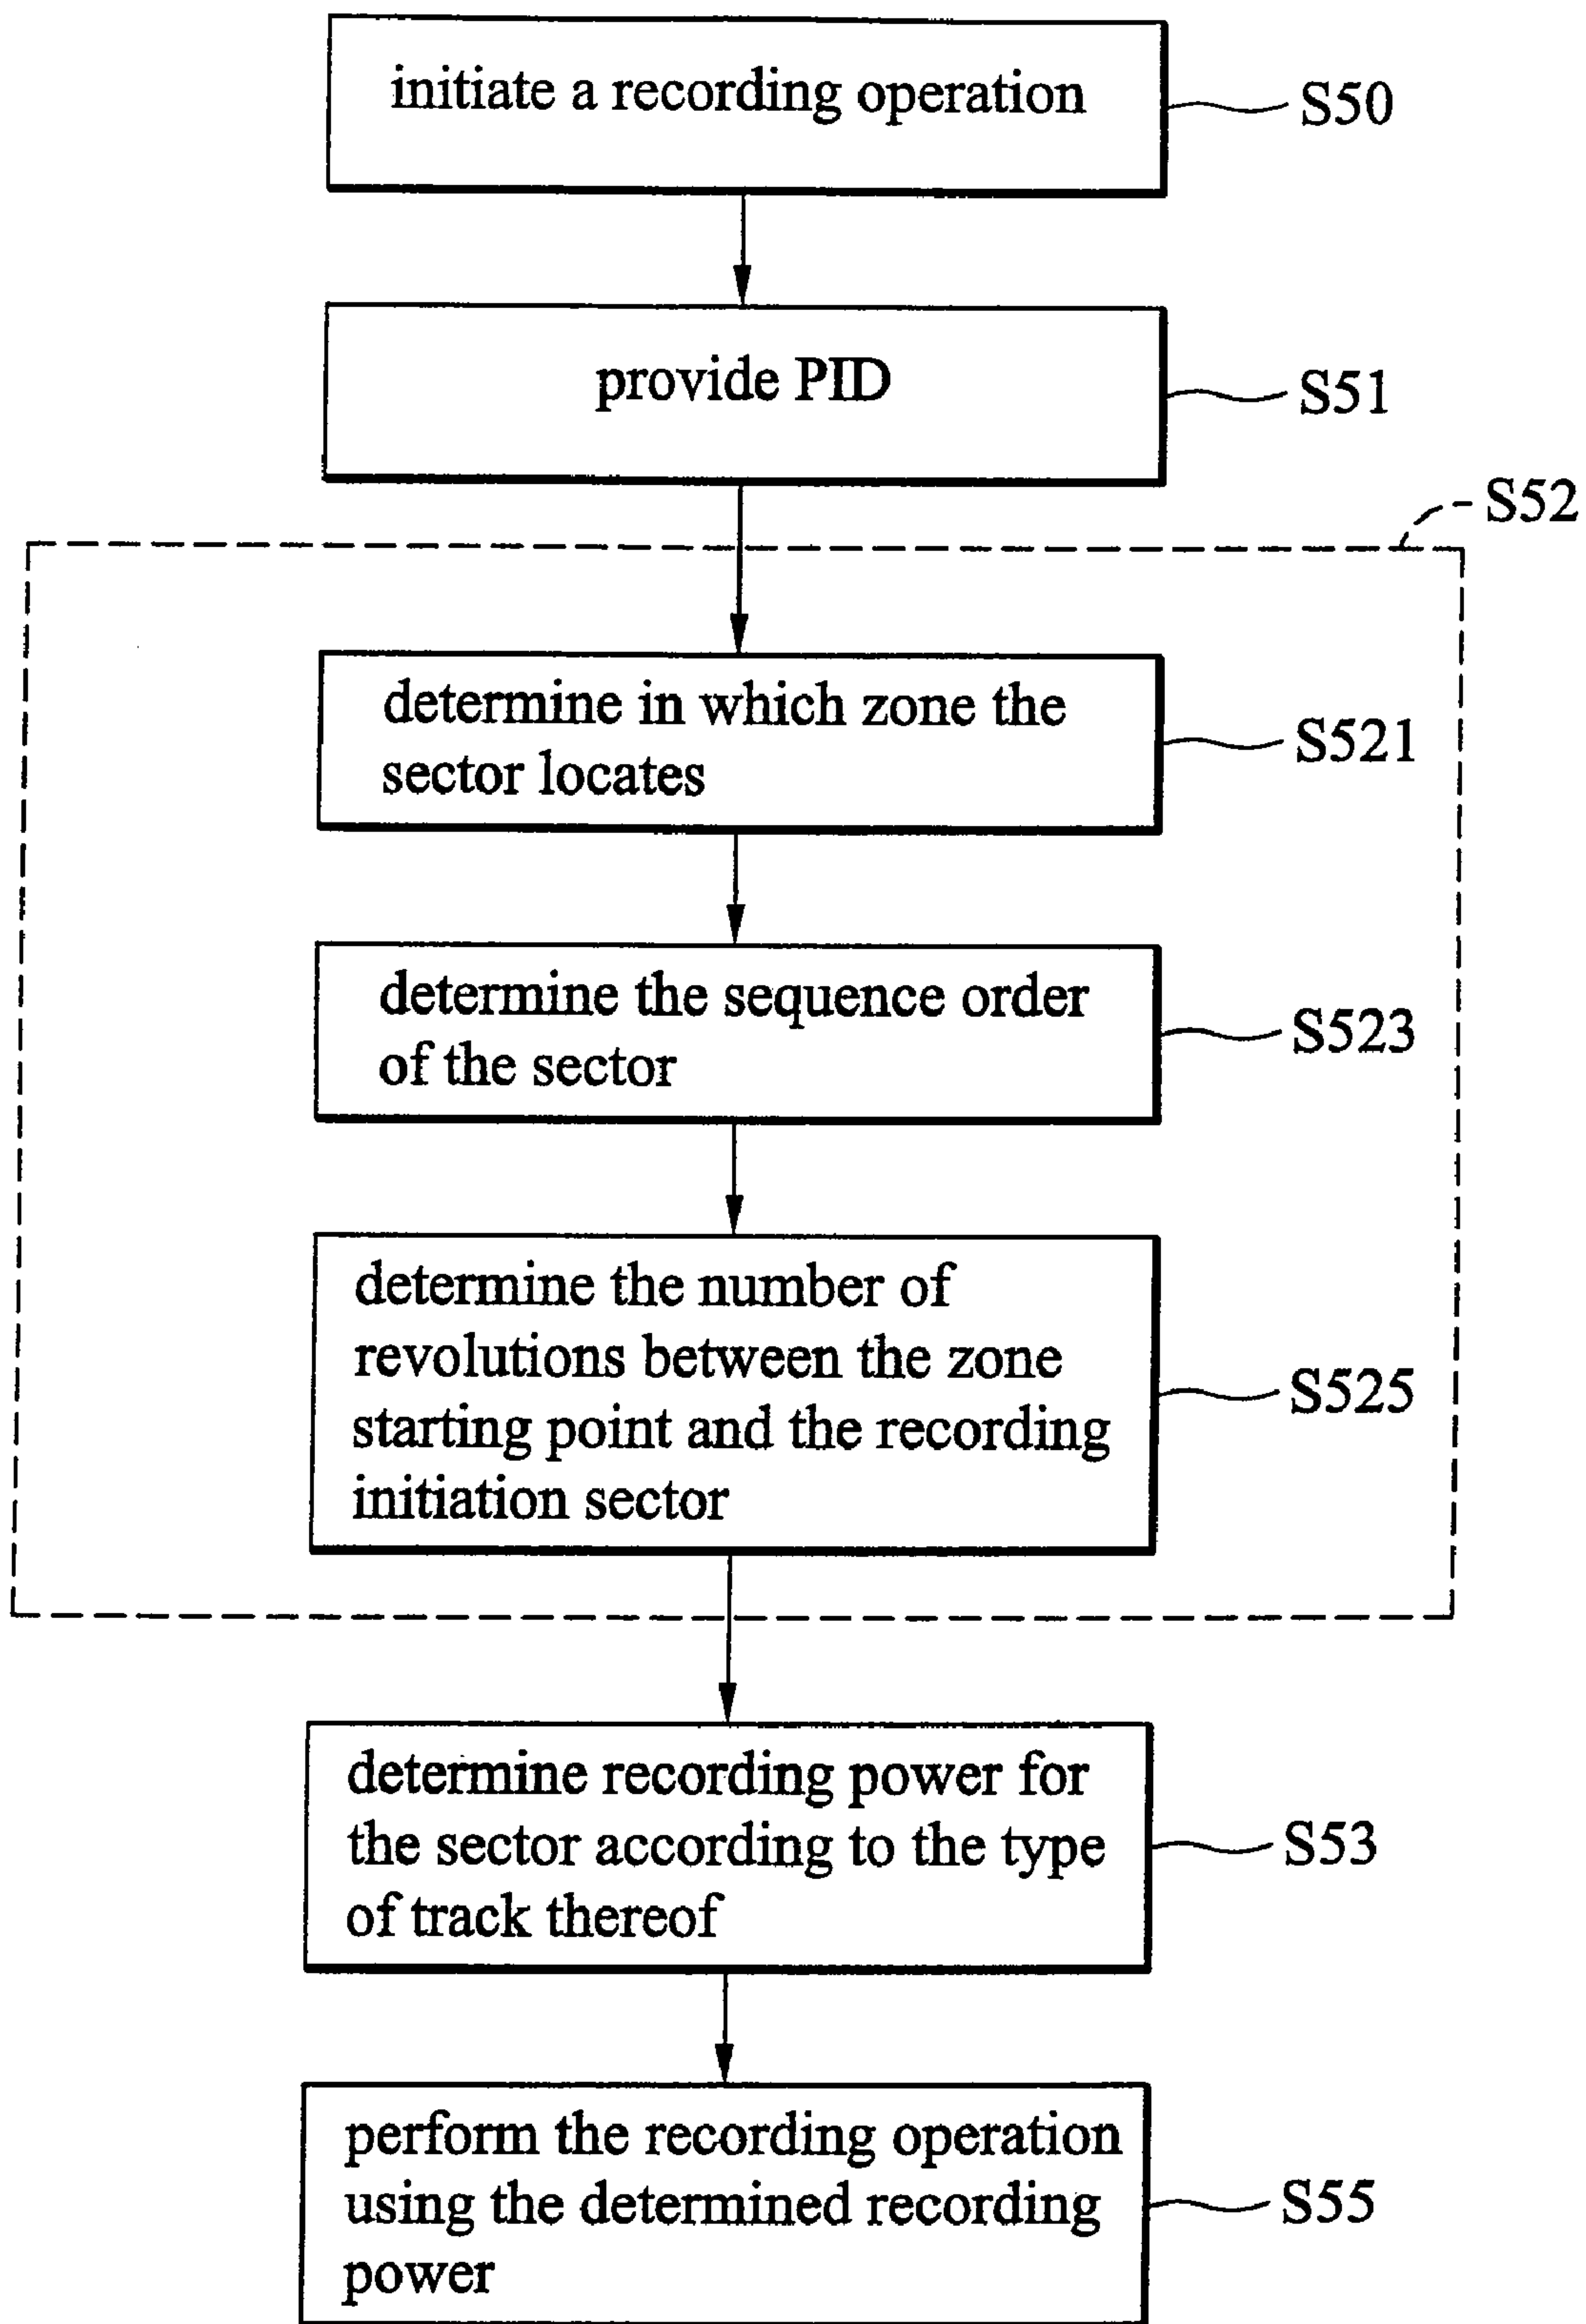 initiate a recording operation
S50
provide PID
S51
S52
determine in which zone the
sector locates
S521
determine the sequence order
of the sector
S523
determine the number of
revolutions between the zone
starting point and the recording
initiation sector
S525
determine recording power for
the sector according to the type
of track thereof
S53
perform the recording operation
using the determined recording
power
S55